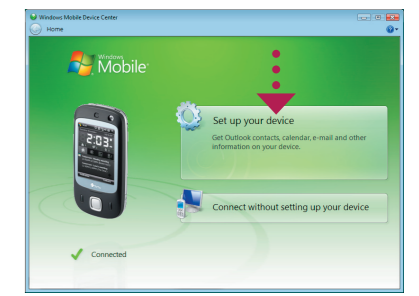 Windows Mobile Device Center
Home
Windows
Mobile
2:03
Set up your device
Get Outlook contacts, calendar, e-mail and other
information on your device.
Connect without setting up your device
Connected